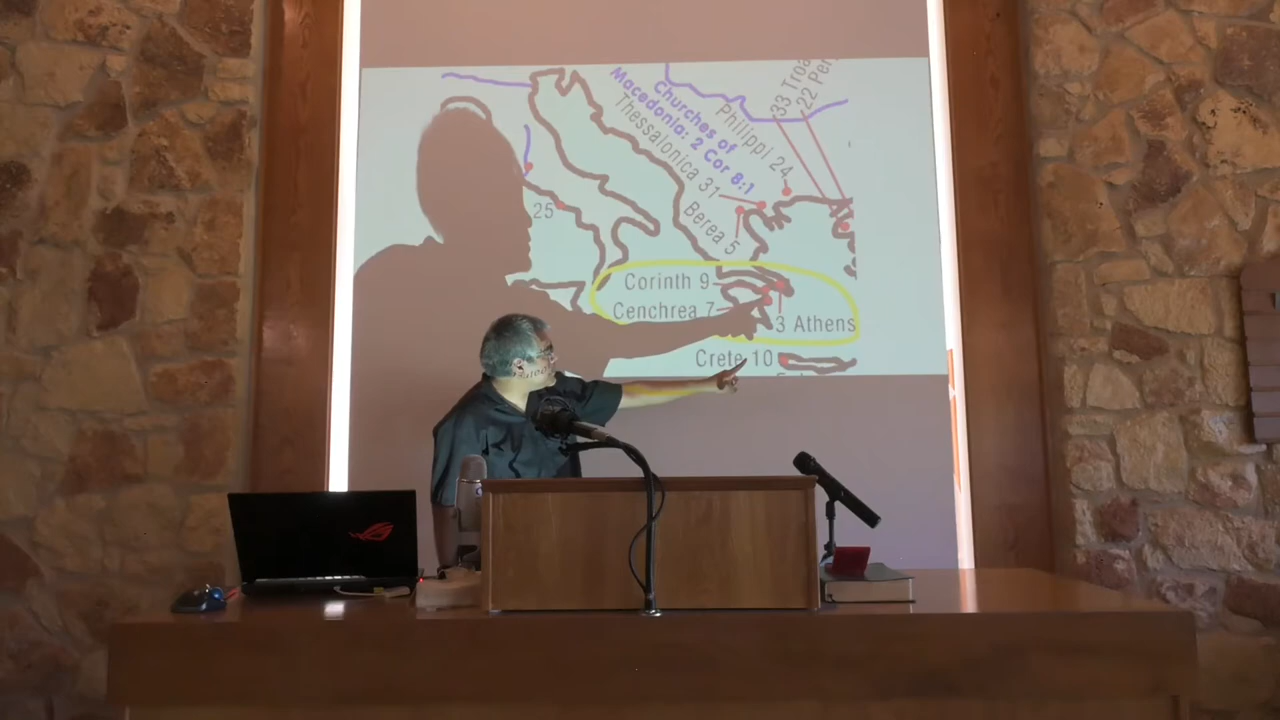 33 Troa
22 Per
Churches of
Macedonia: 2 Cor 8:1
Philippi 24
Thessalonica 31
Berea 5
25
Corinth 9
Cenchrea 7
3 Athens
Crete 10